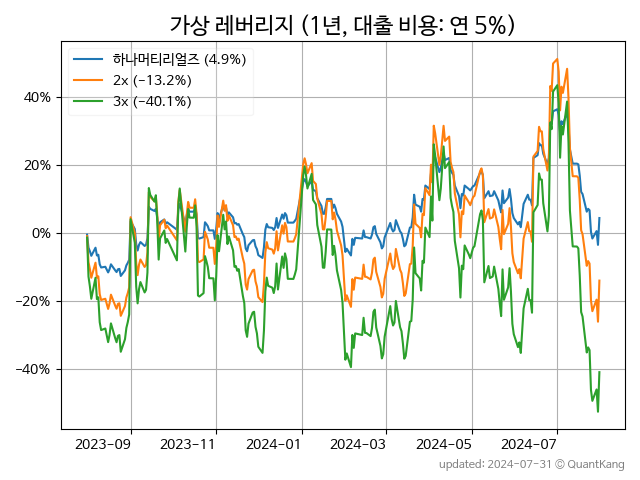 가상 레버리지 (1년, 대출 비용: 연 5%)
하나머티리얼즈 (4.9%)
2x (-13.2%)
3x (-40.1%)
40%
20%
0%
−20%
−40%
2023-09
2023-11
2024-01
2024-03
2024-05
2024-07
updated: 2024-07-31 © QuantKang